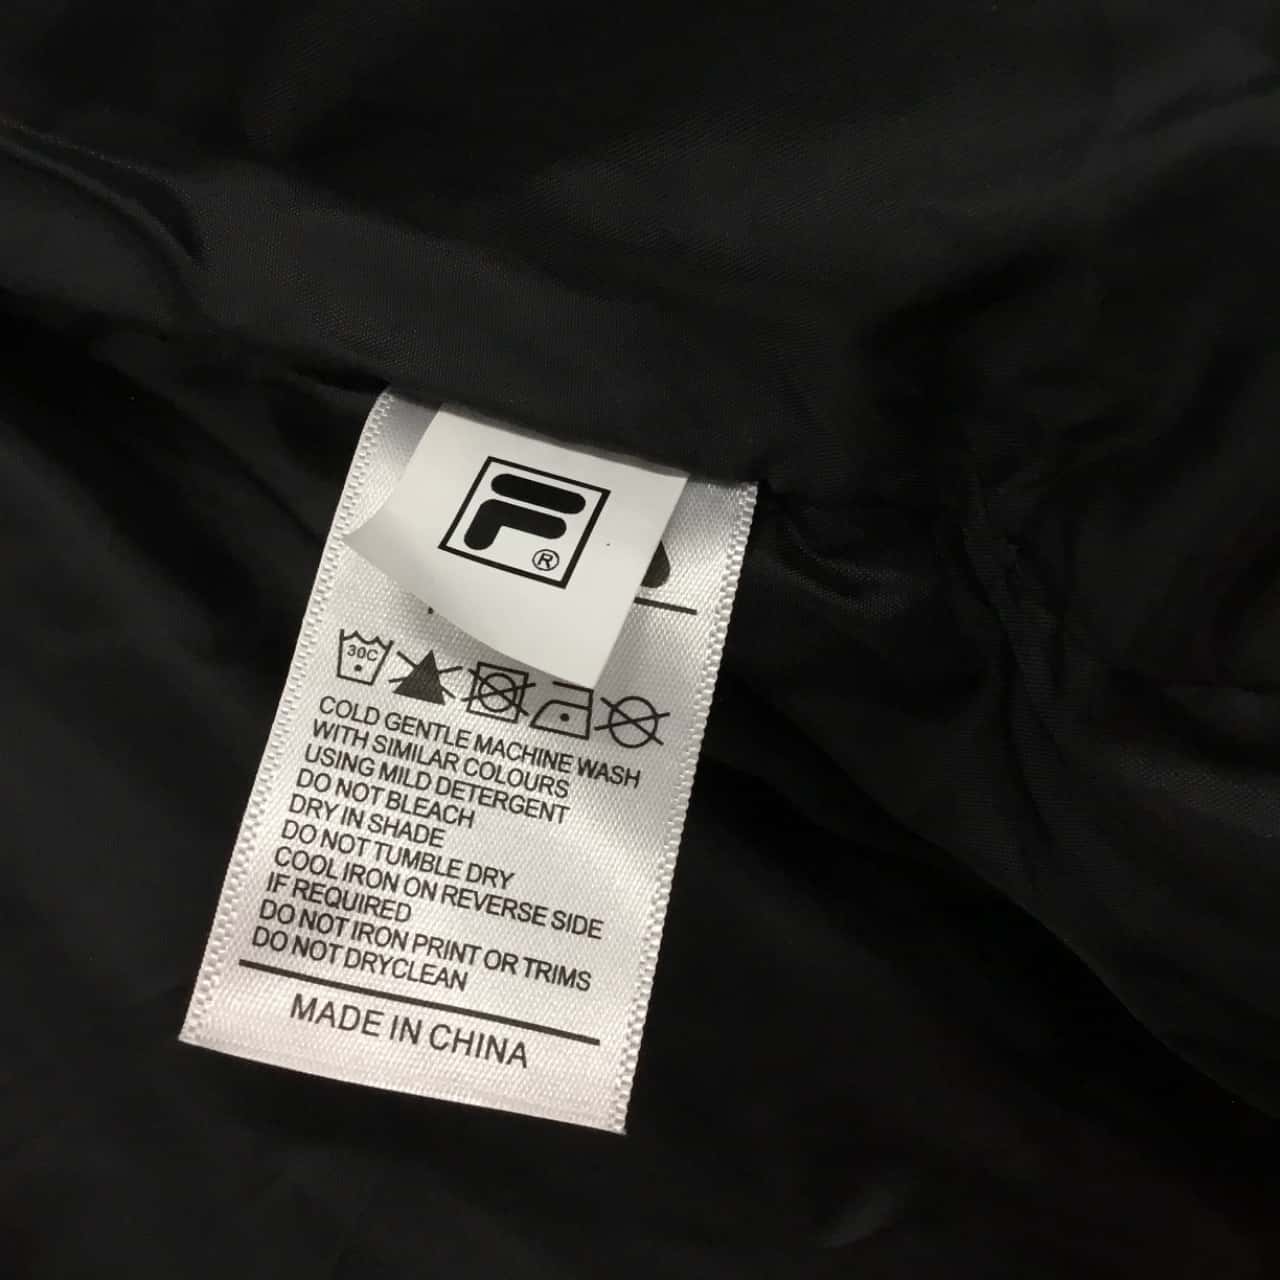 F
®
30C
COLD GENTLE MACHINE WASH
WITH SIMILAR COLOURS
USING MILD DETERGENT
DO NOT BLEACH
DRY IN SHADE
DO NOT TUMBLE DRY
COOL IRON ON REVERSE SIDE
IF REQUIRED
DO NOT IRON PRINT OR TRIMS
DO NOT DRYCLEAN
MADE IN CHINA